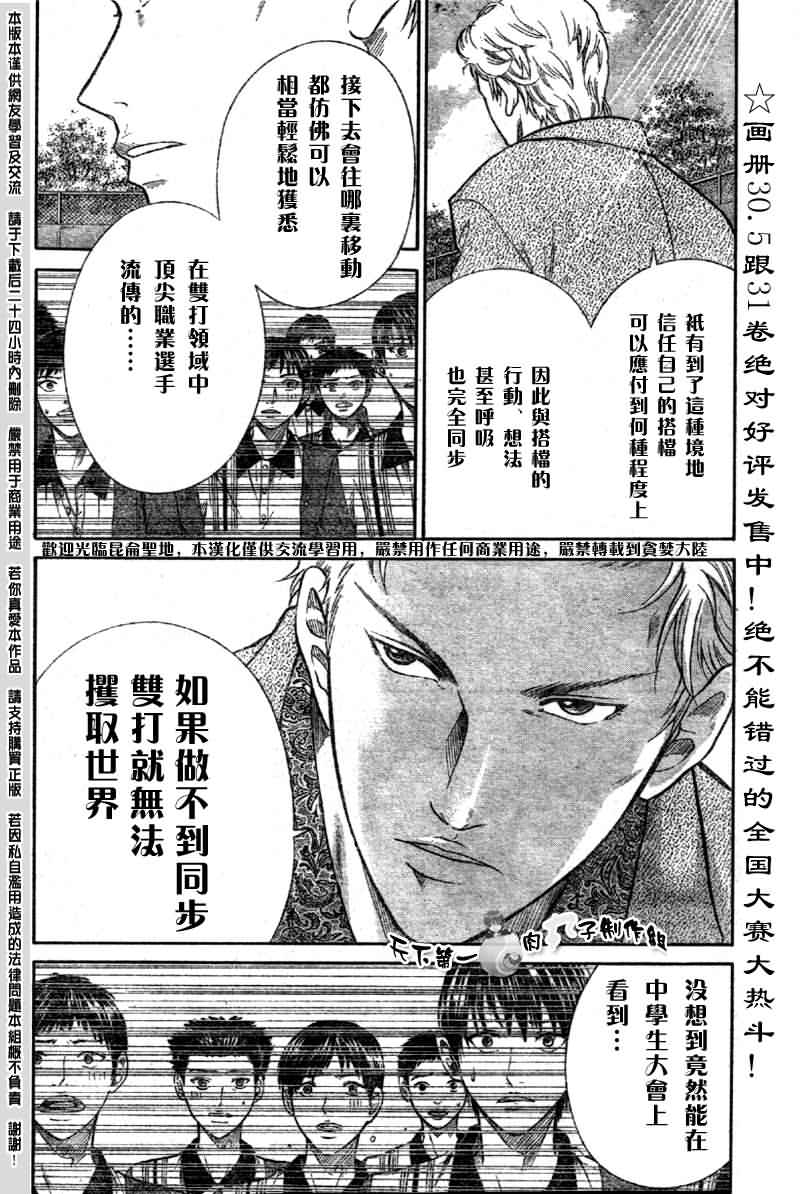 ☆画册30.5跟31卷绝对好评发售中！绝不能错过的全国大赛大热斗！
祇有到了這種境地
信任自己的搭檔
可以應付到何種程度上
因此與搭檔的
行動、想法
甚至呼吸
也完全同步
接下去會往哪裏移動
都仿佛可以
相當輕鬆地獲悉
在雙打領域中
頂尖職業選手
流傳的……
歡迎光臨昆侖聖地，本漢化僅供交流學習用，嚴禁用作任何商業用途，嚴禁轉載到貪婪大陸
如果做不到同步
雙打就無法
攫取世界
天下第一
肉丸子制作組
没想到竟然能在
中學生大會上
看到…
本版本僅供網友學習及交流 請于下載后二十四小時內刪除 嚴禁用于商業用途 若你真愛本作品 請支持購買正版 若因私自濫用造成的法律問題本組概不負責 謝謝！